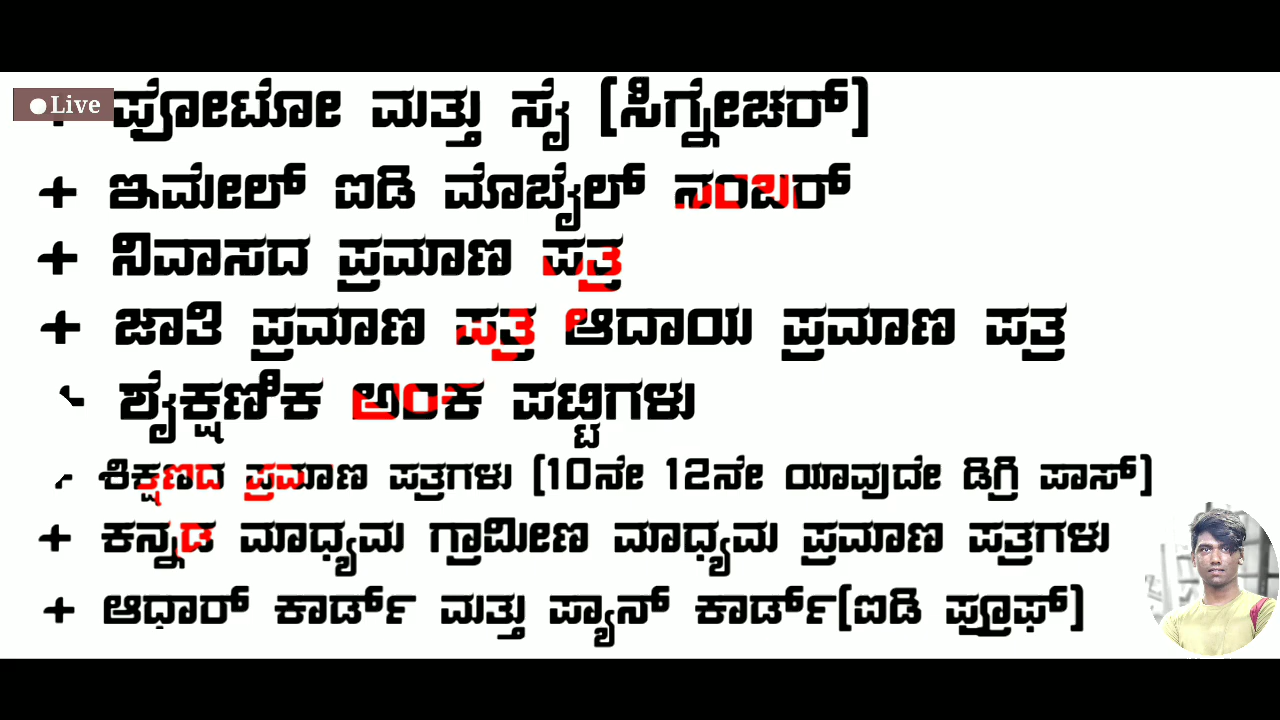 Live
+ ಫೋಟೋ ಮತ್ತು ಸೈ [ಸಿಗ್ನೇಚರ್]
+ ಇಮೇಲ್ ಐಡಿ ಮೊಬೈಲ್ ನಂಬರ್
+ ನಿವಾಸದ ಪ್ರಮಾಣ ಪತ್ರ
+ ಜಾತಿ ಪ್ರಮಾಣ ಪತ್ರ ಆದಾಯ ಪ್ರಮಾಣ ಪತ್ರ
ಶೈಕ್ಷಣಿಕ ಅಂಕ ಪಟ್ಟಿಗಳು
ಶಿಕ್ಷಣದ ಪ್ರಮಾಣ ಪತ್ರಗಳು [10ನೇ 12ನೇ ಯಾವುದೇ ಡಿಗ್ರಿ ಪಾಸ್]
+ ಕನ್ನಡ ಮಾಧ್ಯಮ ಗ್ರಾಮೀಣ ಮಾಧ್ಯಮ ಪ್ರಮಾಣ ಪತ್ರಗಳು
+ ಆಧಾರ್ ಕಾರ್ಡ್ ಮತ್ತು ಪ್ಯಾನ್ ಕಾರ್ಡ್[ಐಡಿ ಪ್ರೂಫ್]